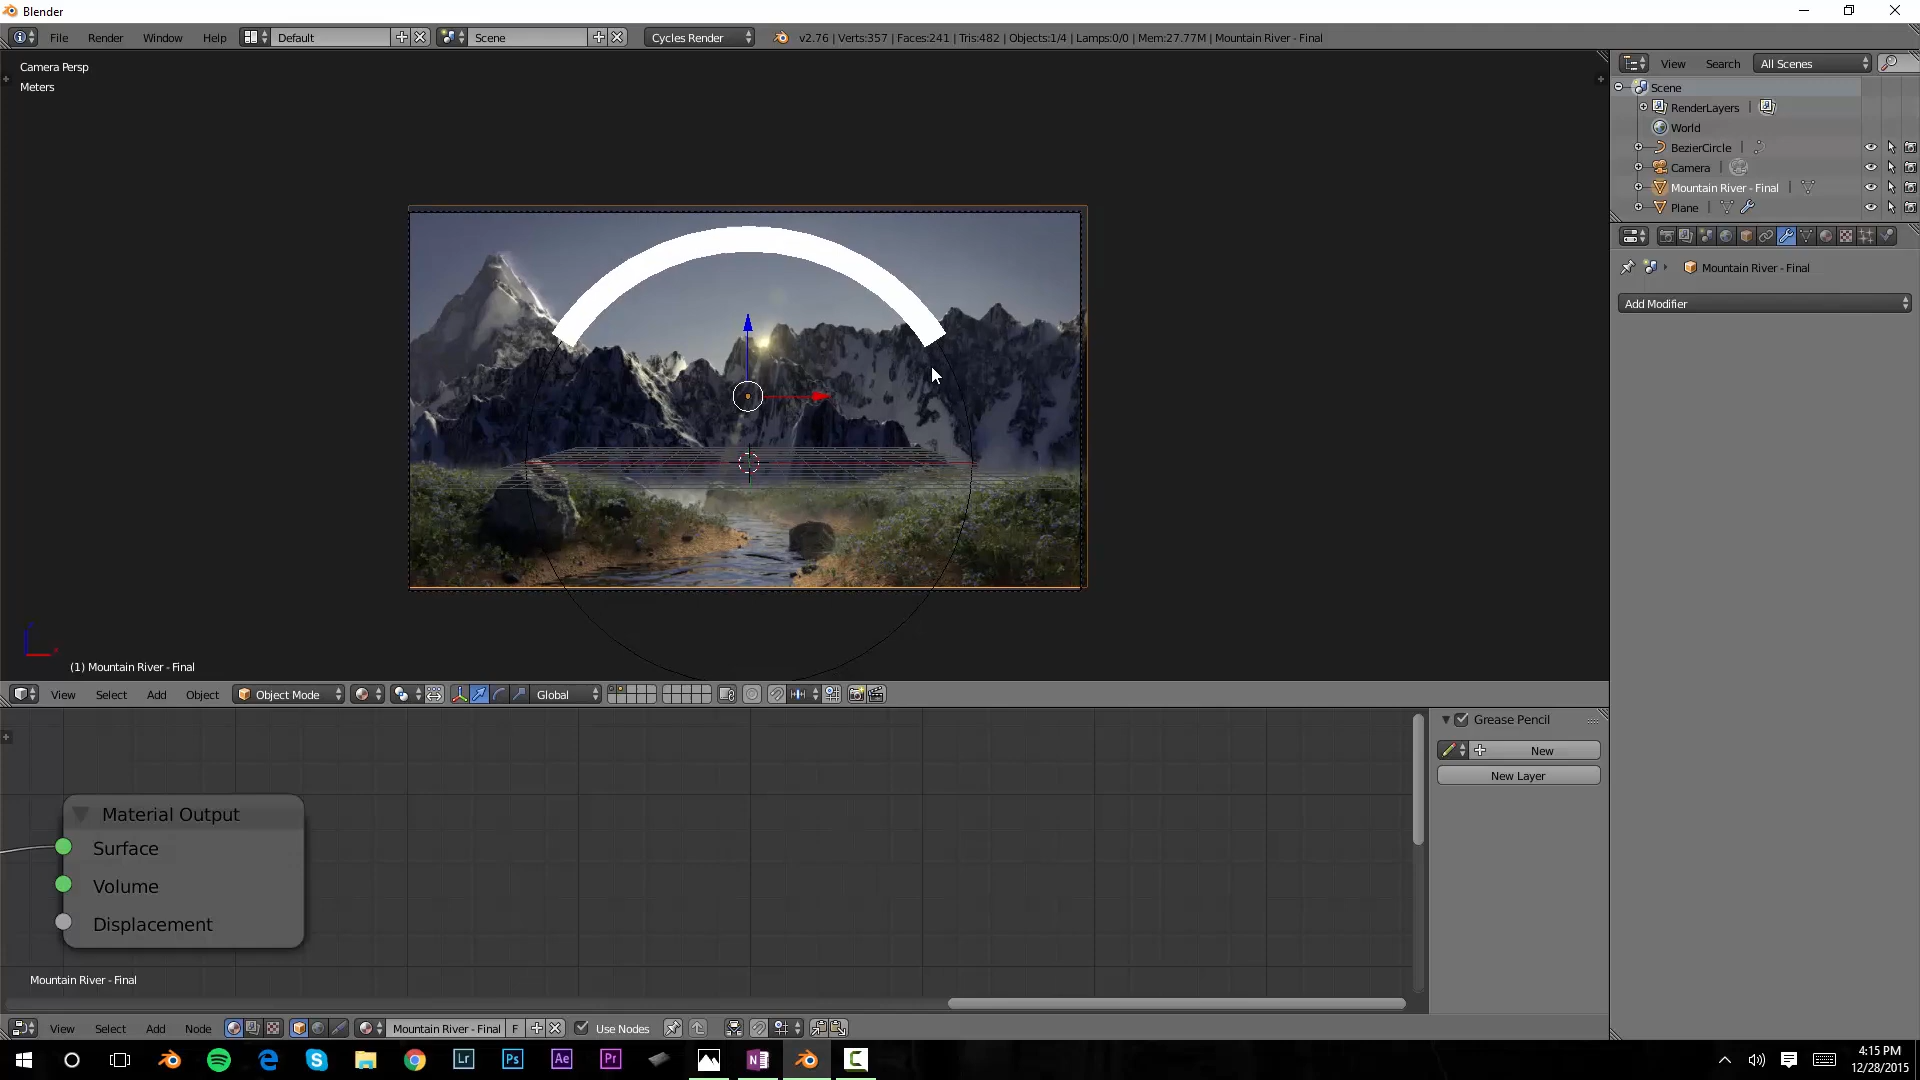 Blender
File Render Window Help Default Scene Cycles Render v2.76 | Verts:357 | Faces:241 | Tris:482 | Objects:1/4 | Lamps:0/0 | Mem:27.77M | Mountain River - Final
Camera Persp
Meters
View Search All Scenes
Scene
RenderLayers
World
BezierCircle
Camera
Mountain River - Final
Plane
Mountain River - Final
Add Modifier
(1) Mountain River - Final
View Select Add Object Object Mode Global
Grease Pencil
New
New Layer
Material Output
Surface
Volume
Displacement
Mountain River - Final
View Select Add Node Mountain River - Final F Use Nodes
Lr Ps Ae Pr N C
4:15 PM
12/28/2015